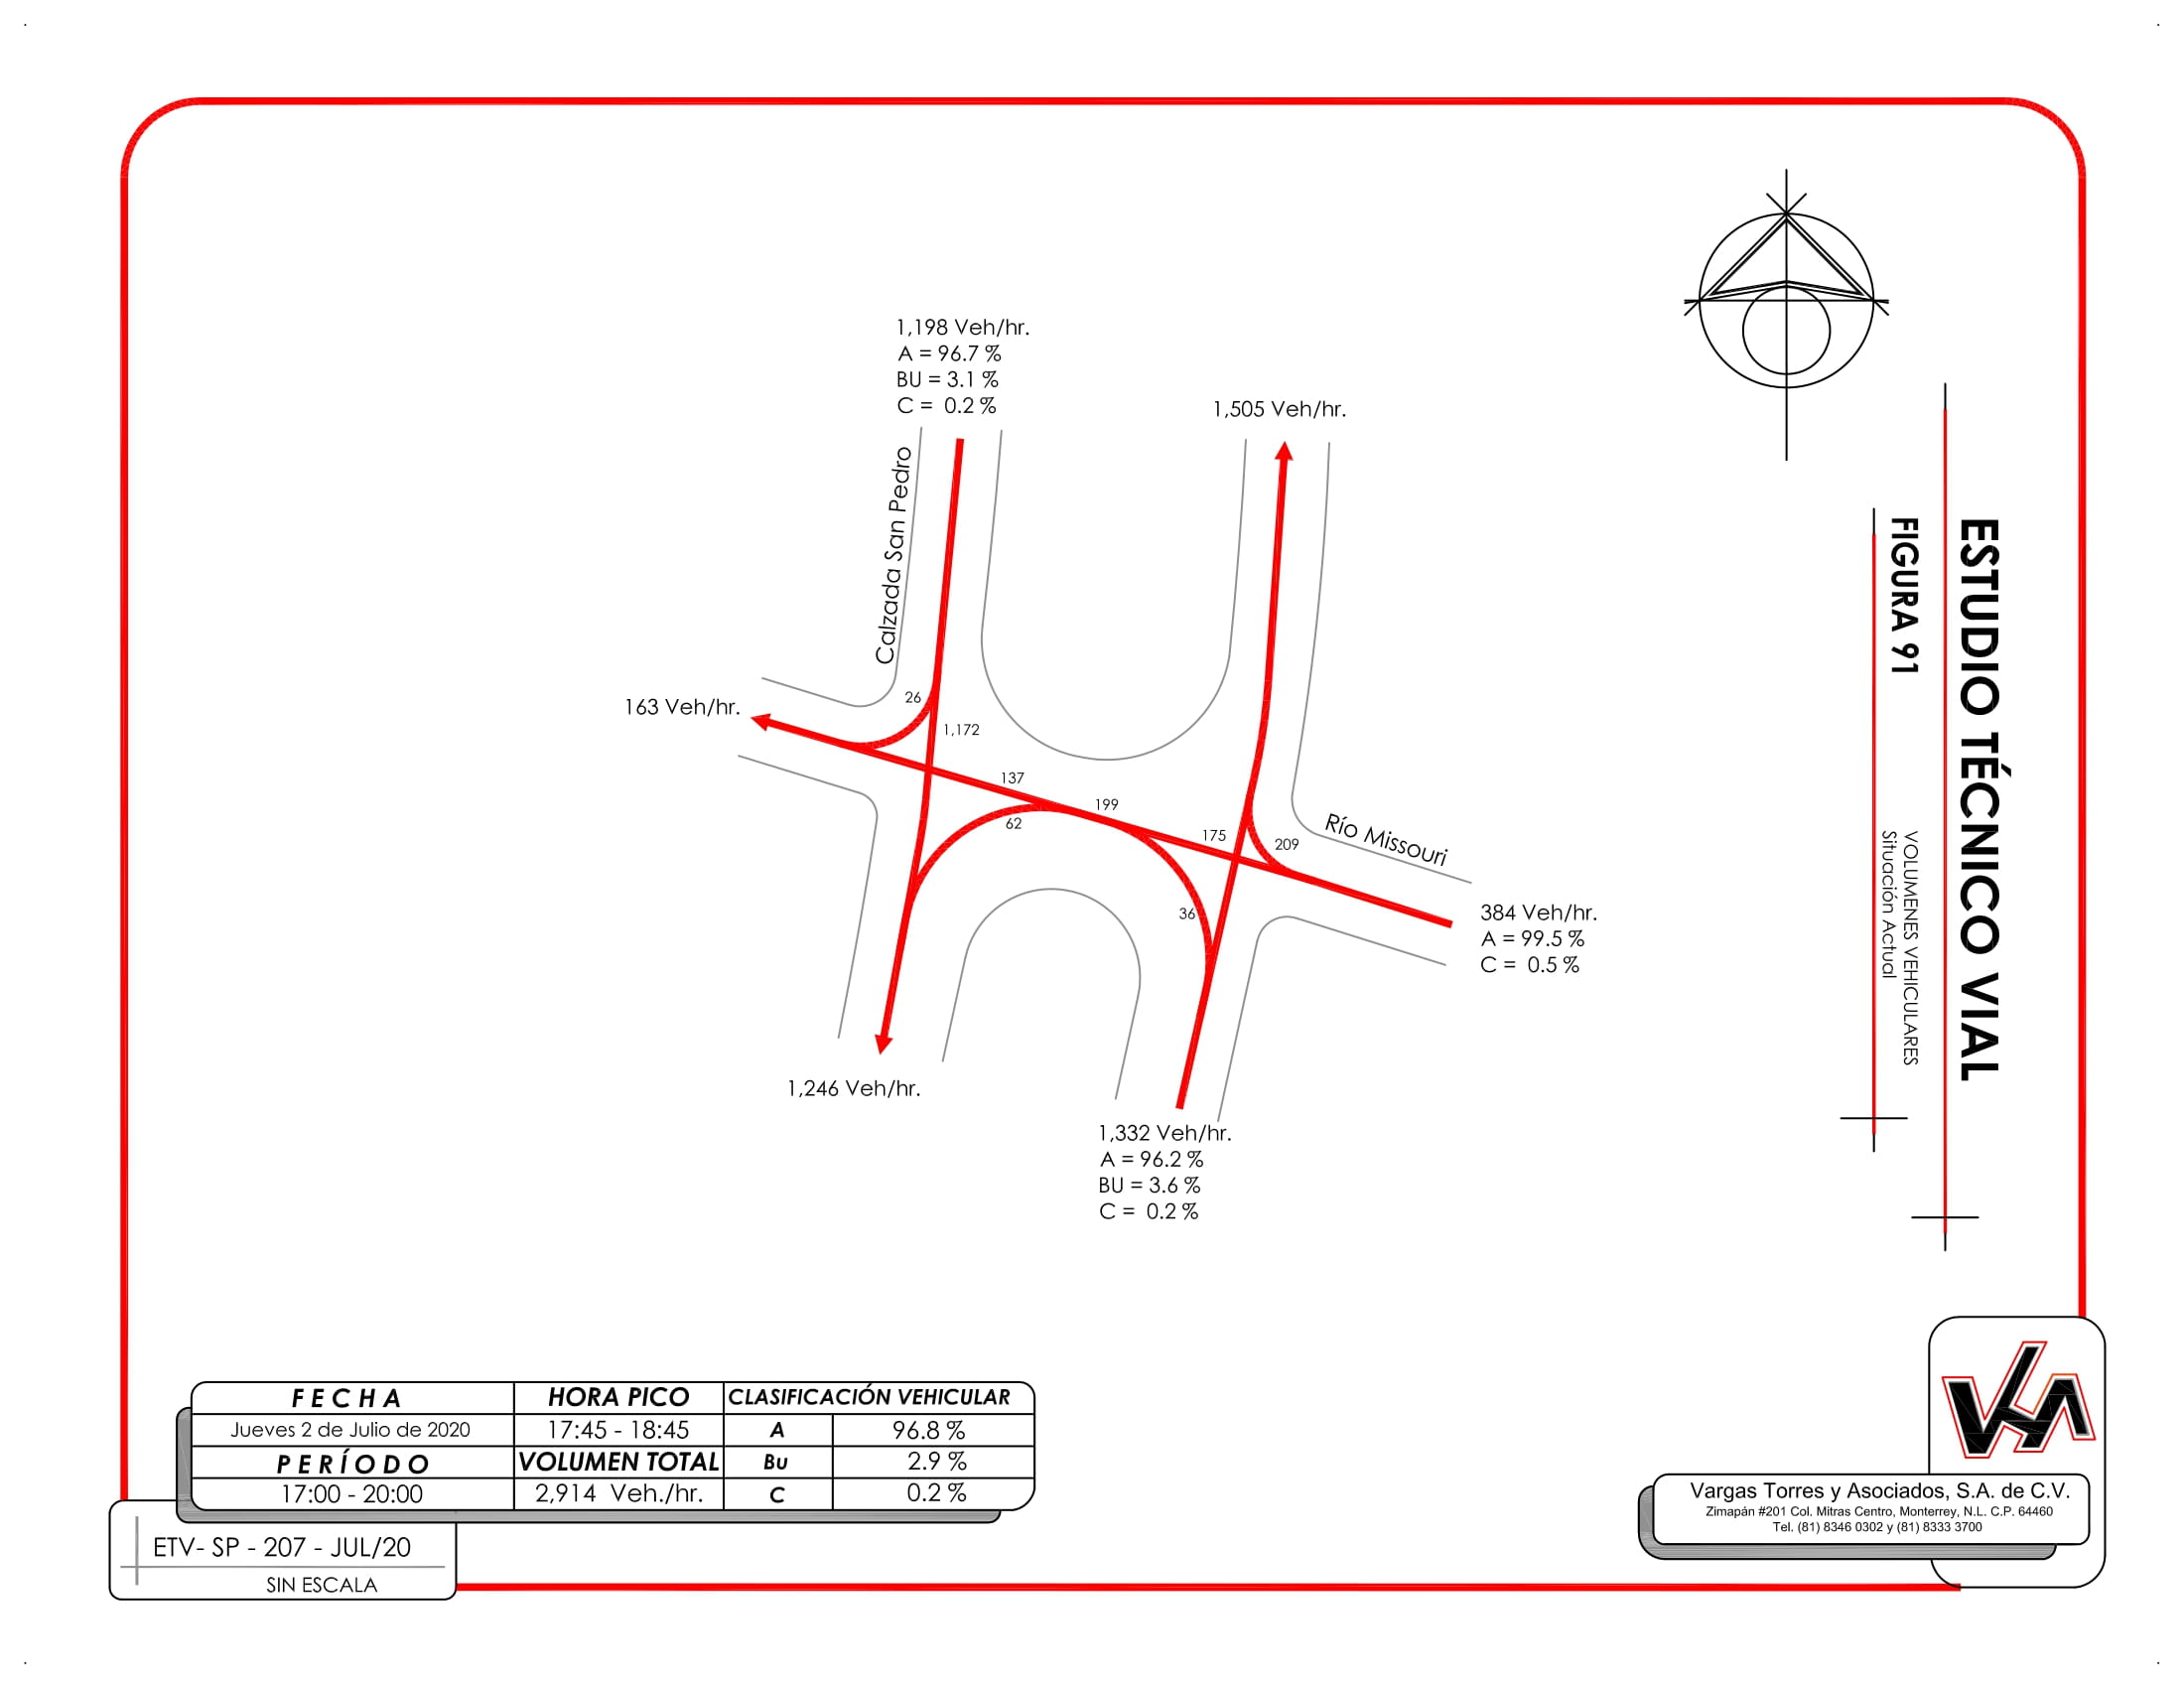 1,198 Veh/hr.
A = 96.7 %
BU = 3.1 %
C =  0.2 %
1,505 Veh/hr.
Calzada San Pedro
163 Veh/hr.
26
1,172
137
199
62
175
209
Río Missouri
36
384 Veh/hr.
A = 99.5 %
C =  0.5 %
1,246 Veh/hr.
1,332 Veh/hr.
A = 96.2 %
BU = 3.6 %
C =  0.2 %
ESTUDIO TÉCNICO VIAL
FIGURA 91
VOLUMENES VEHICULARES
Situación Actual
FECHA
HORA PICO
CLASIFICACIÓN VEHICULAR
Jueves 2 de Julio de 2020
17:45 - 18:45
A
96.8 %
PERÍODO
VOLUMEN TOTAL
Bu
2.9 %
17:00 - 20:00
2,914  Veh./hr.
C
0.2 %
ETV- SP - 207 - JUL/20
SIN ESCALA
VTA
Vargas Torres y Asociados, S.A. de C.V.
Zimapán #201 Col. Mitras Centro, Monterrey, N.L. C.P. 64460
Tel. (81) 8346 0302 y (81) 8333 3700